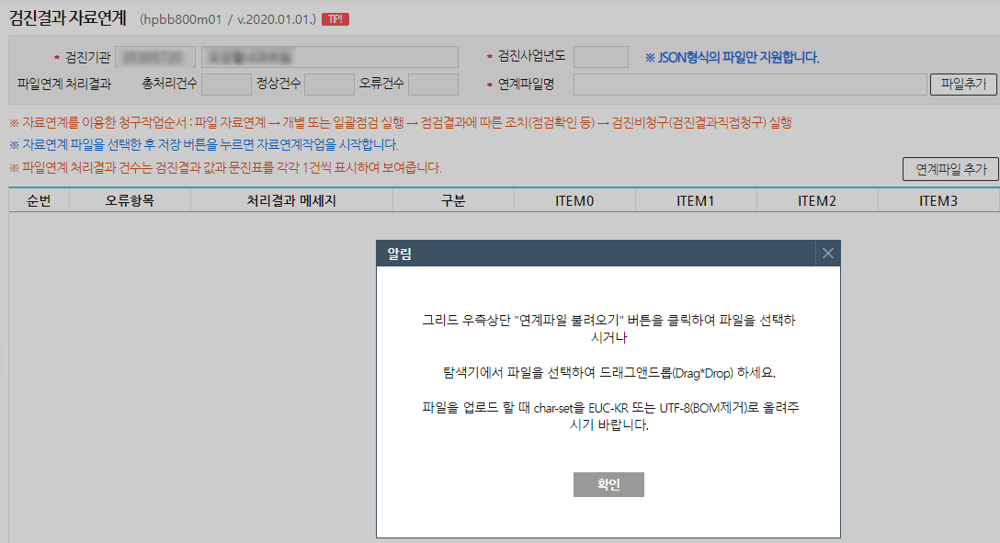 검진결과 자료연계 (hpbb800m01 / v.2020.01.01.) TIP!
* 검진기관 * 검진사업년도 ※ JSON형식의 파일만 지원합니다.
파일연계 처리결과 총처리건수 정상건수 오류건수 * 연계파일명 파일추가
※ 자료연계를 이용한 청구작업순서 : 파일 자료연계 → 개별 또는 일괄점검 실행 → 점검결과에 따른 조치(점검확인 등) → 검진비청구(검진결과직접청구) 실행
※ 자료연계 파일을 선택한 후 저장 버튼을 누르면 자료연계작업을 시작합니다.
※ 파일연계 처리결과 건수는 검진결과 값과 문진표를 각각 1건씩 표시하여 보여줍니다.
연계파일 추가
순번 오류항목 처리결과 메세지 구분 ITEM0 ITEM1 ITEM2 ITEM3
알림
그리드 우측상단 "연계파일 불려오기" 버튼을 클릭하여 파일을 선택하
시거나
탐색기에서 파일을 선택하여 드래그앤드롭(Drag*Drop) 하세요.
파일을 업로드 할 때 char-set을 EUC-KR 또는 UTF-8(BOM제거)로 올려주
시기 바랍니다.
확인